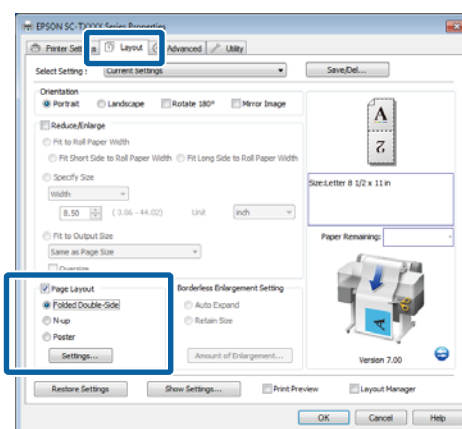 EPSON SC-TXXXX Series Properties
Printer Settings Layout Advanced Utility
Select Setting : Current Settings Save/Del...
Orientation
Portrait Landscape Rotate 180° Mirror Image
Reduce/Enlarge
Fit to Roll Paper Width
Fit Short Side to Roll Paper Width Fit Long Side to Roll Paper Width
Specify Size
Width
8.50 ( 3.86 - 44.02) Unit inch
Fit to Output Size
Same as Page Size
Oversize
A
2
Size:Letter 8 1/2 x 11 in
Paper Remaining:
Page Layout
Folded Double-Side
N-up
Poster
Settings...
Borderless Enlargement Setting
Auto Expand
Retain Size
Amount of Enlargement...
A
Version 7.00
Restore Settings Show Settings... Print Preview Layout Manager
OK Cancel Help